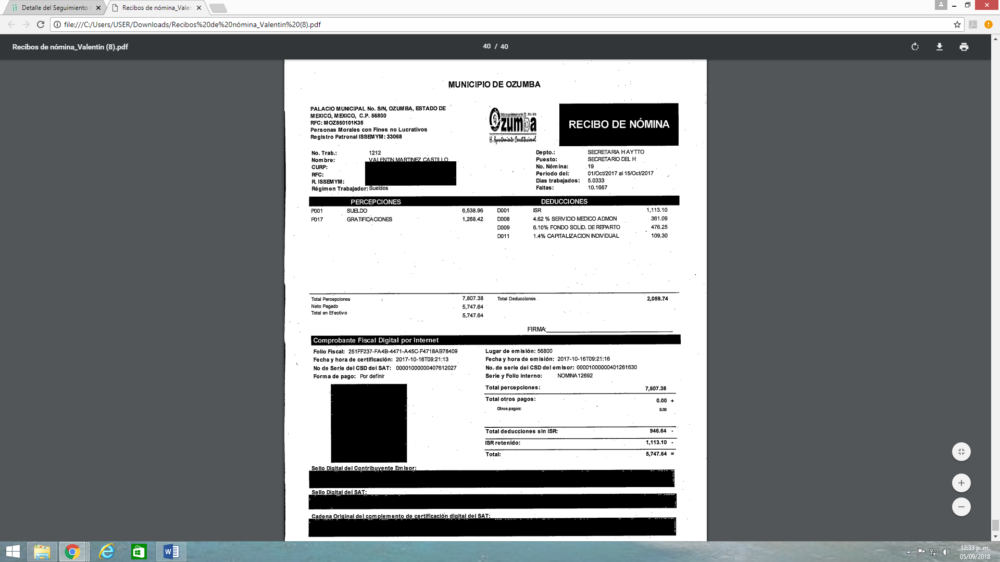 Detalle del Seguimiento
Recibos de nómina_Valen
file:///C:/Users/USER/Downloads/Recibos%20de%20nómina_Valentin%20(8).pdf
Recibos de nómina_Valentin (8).pdf
40 / 40
MUNICIPIO DE OZUMBA
PALACIO MUNICIPAL No. S/N, OZUMBA, ESTADO DE
MEXICO, MEXICO, C.P. 56800
RFC: MOZ850101K35
Personas Morales con Fines no Lucrativos
Registro Patronal ISSEMYM: 33068
Ozumba
H. Ayuntamiento Constitucional
RECIBO DE NÓMINA
No. Trab.: 1212
Nombre: VALENTIN MARTINEZ CASTILLO
CURP:
RFC:
R. ISSEMYM:
Régimen Trabajador: Sueldos
Depto.: SECRETARIA H AYTTO
Puesto: SECRETARIO DEL H
No. Nómina: 19
Periodo del: 01/Oct/2017 al 15/Oct/2017
Días trabajados: 5.0333
Faltas: 10.1667
PERCEPCIONES DEDUCCIONES
P001 SUELDO 6,538.96 D001 ISR 1,113.10
P017 GRATIFICACIONES 1,268.42 D008 4.62 % SERVICIO MEDICO ADMON 361.09
D009 6.10% FONDO SOLID. DE REPARTO 476.25
D011 1.4% CAPITALIZACION INDIVIDUAL 109.30
Total Percepciones 7,807.38 Total Deducciones 2,059.74
Neto Pagado 5,747.64
Total en Efectivo 5,747.64
FIRMA:
Comprobante Fiscal Digital por Internet
Folio Fiscal: 251FF237-FA4B-4471-A45C-F4718AB78409
Fecha y hora de certificación: 2017-10-16T09:21:13
No de Serie del CSD del SAT: 00001000000407612027
Forma de pago: Por definir
Lugar de emisión: 56800
Fecha y hora de emisión: 2017-10-16T09:21:16
No. de serie del CSD del emisor: 00001000000401261630
Serie y Folio interno: NOMINA12692
Total percepciones: 7,807.38
Total otros pagos: 0.00 +
Otros pagos: 0.00
Total deducciones sin ISR: 946.64 -
ISR retenido: 1,113.10 -
Total: 5,747.64 =
Sello Digital del Contribuyente Emisor:
Sello Digital del SAT:
Cadena Original del complemento de certificación digital del SAT:
12:33 p. m.
05/09/2018